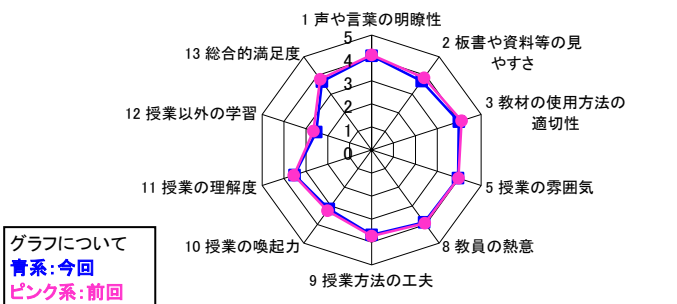 1 声や言葉の明瞭性
2 板書や資料等の見
やすさ
3 教材の使用方法の
適切性
5 授業の雰囲気
8 教員の熱意
9 授業方法の工夫
10 授業の喚起力
11 授業の理解度
12 授業以外の学習
13 総合的満足度
5
4
3
2
1
0
グラフについて
青系:今回
ピンク系:前回